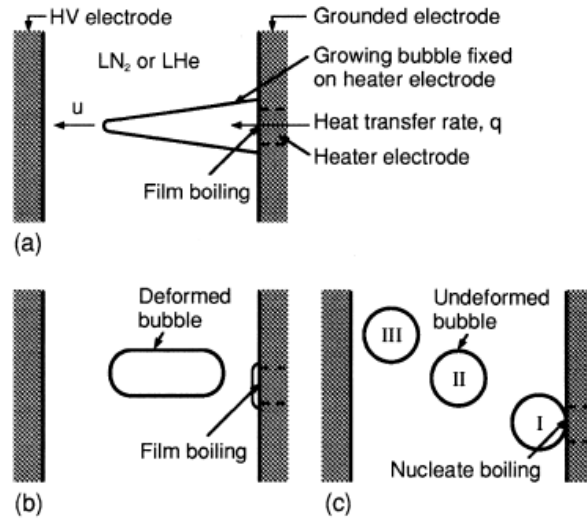 HV electrode
Grounded electrode
LN₂ or LHe
Growing bubble fixed
on heater electrode
u
Heat transfer rate, q
Heater electrode
Film boiling
(a)
Deformed
bubble
Film boiling
(b)
Undeformed
bubble
III
II
I
Nucleate boiling
(c)